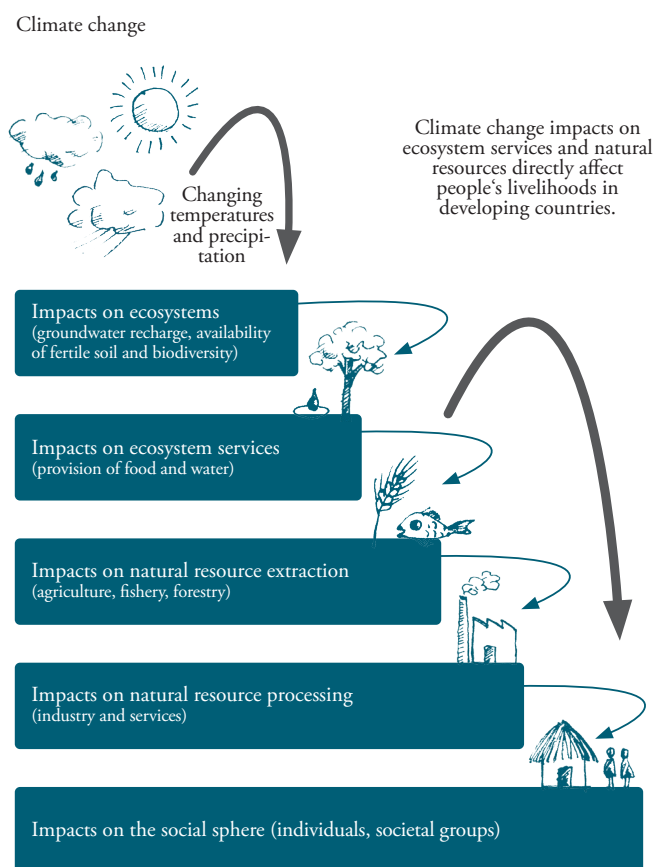 Climate change
Climate change impacts on
ecosystem services and natural
resources directly affect
people‘s livelihoods in
developing countries.
Changing
temperatures
and precipi-
tation
Impacts on ecosystems
(groundwater recharge, availability
of fertile soil and biodiversity)
Impacts on ecosystem services
(provision of food and water)
Impacts on natural resource extraction
(agriculture, fishery, forestry)
Impacts on natural resource processing
(industry and services)
Impacts on the social sphere (individuals, societal groups)